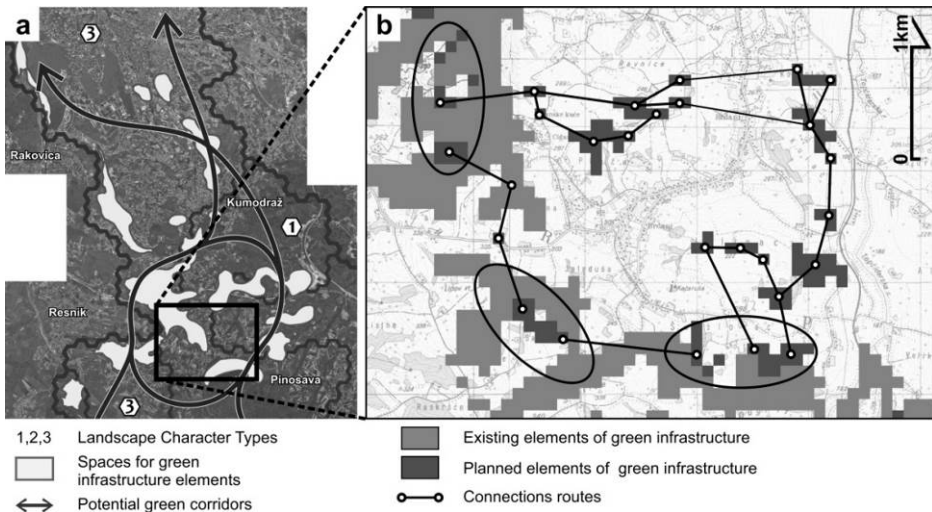 a
3
Rakovica
Kumodraž
1
Resnik
Pinosava
3
b
1km
0
1,2,3 Landscape Character Types
Spaces for green
infrastructure elements
Potential green corridors
Existing elements of green infrastructure
Planned elements of green infrastructure
Connections routes